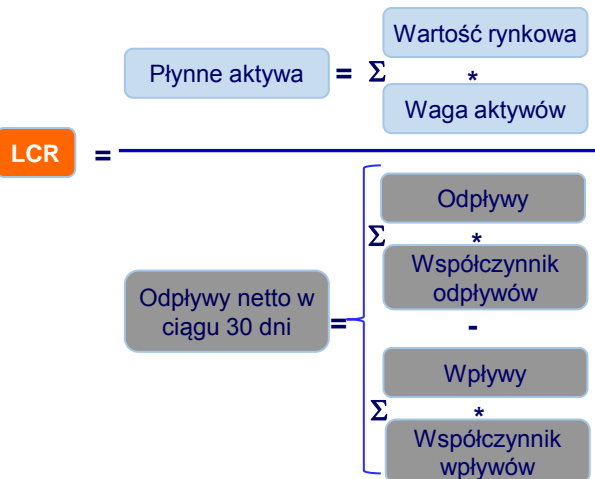 Wartość rynkowa
Płynne aktywa = Σ *
Waga aktywów
LCR =
Odpływy
Σ *
Współczynnik
odpływów
Odpływy netto w
ciągu 30 dni =
-
Wpływy
Σ *
Współczynnik
wpływów